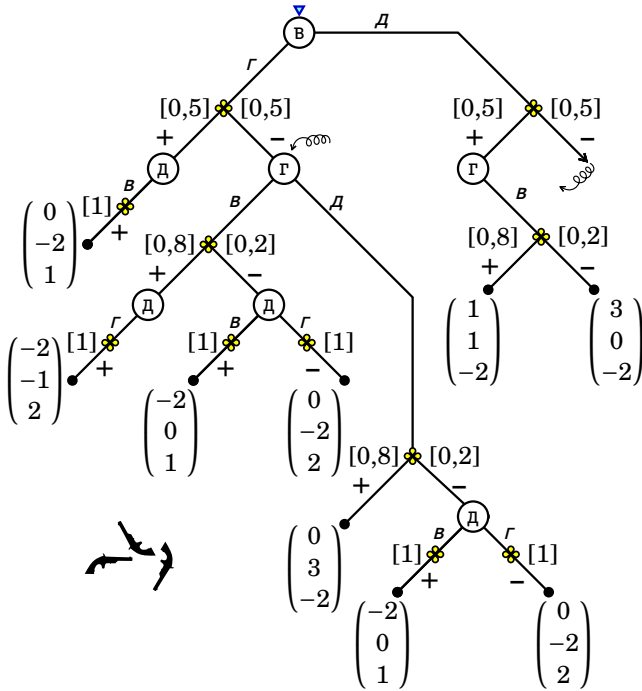 в
г
д
[0,5] [0,5]
[0,5] [0,5]
+ −
+ −
д
г
г
[1] в
+
в
д
в
0
−2
1
[0,8] [0,2]
[0,8] [0,2]
+ −
+ −
д
д
1
1
−2
3
0
−2
[1] г
+
[1] в
+
г [1]
−
−2
−1
2
−2
0
1
0
−2
2
[0,8] [0,2]
+ −
д
0
3
−2
[1] в
+
г [1]
−
−2
0
1
0
−2
2